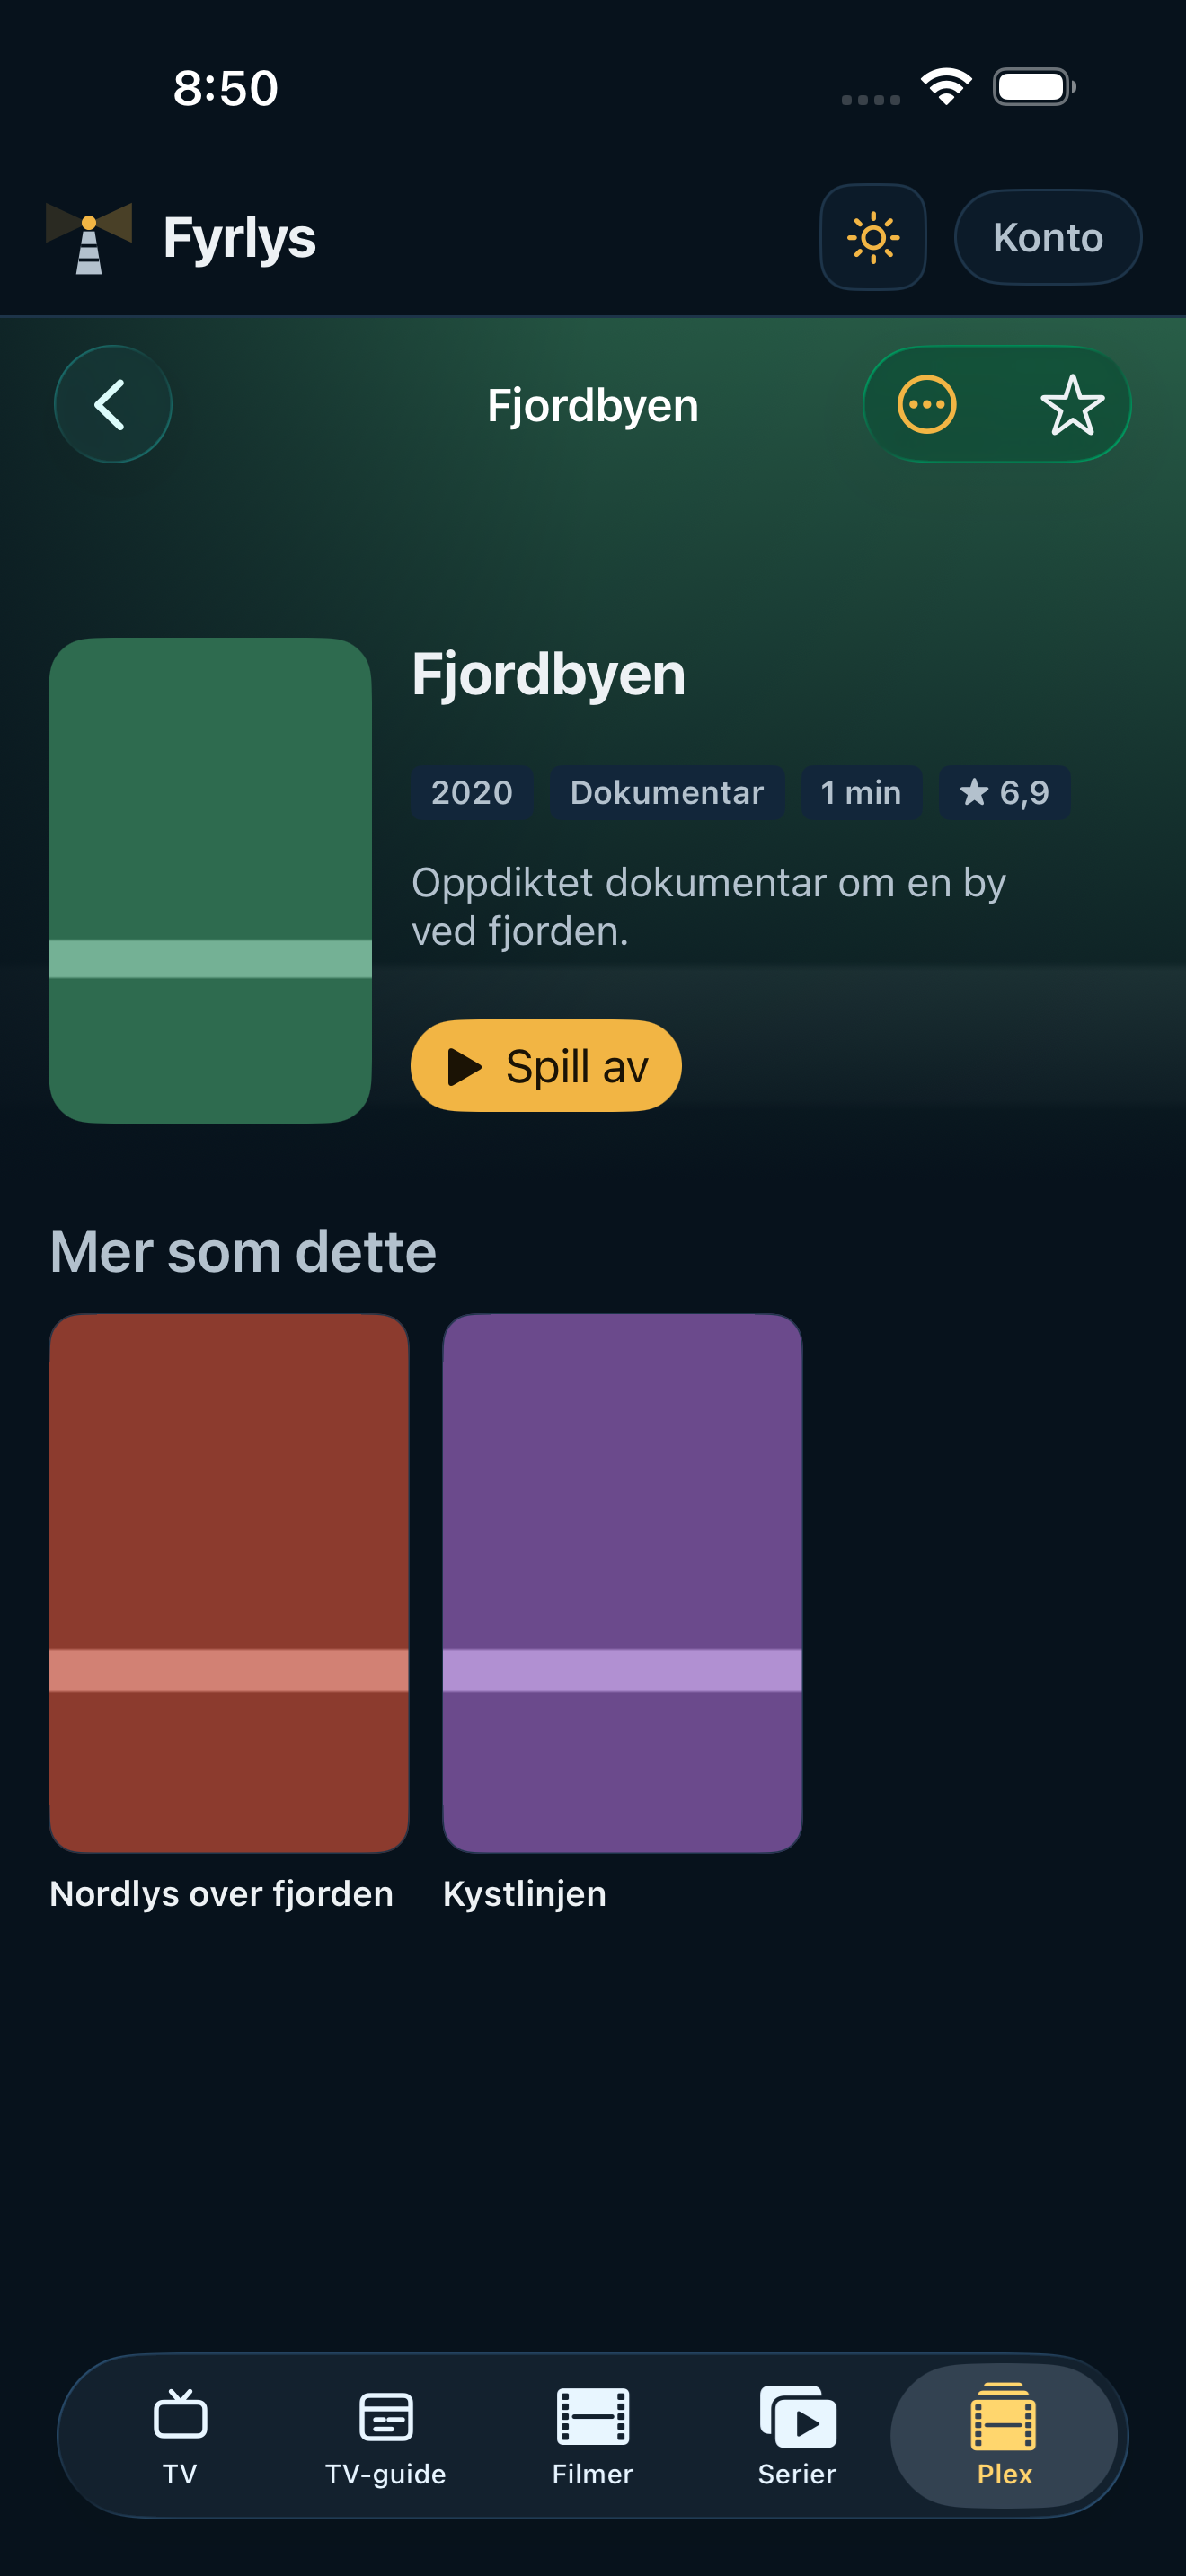 8:50
Fyrlys
Konto
Fjordbyen
Fjordbyen
2020 Dokumentar 1 min ★ 6,9
Oppdiktet dokumentar om en by
ved fjorden.
Spill av
Mer som dette
Nordlys over fjorden Kystlinjen
TV TV-guide Filmer Serier Plex